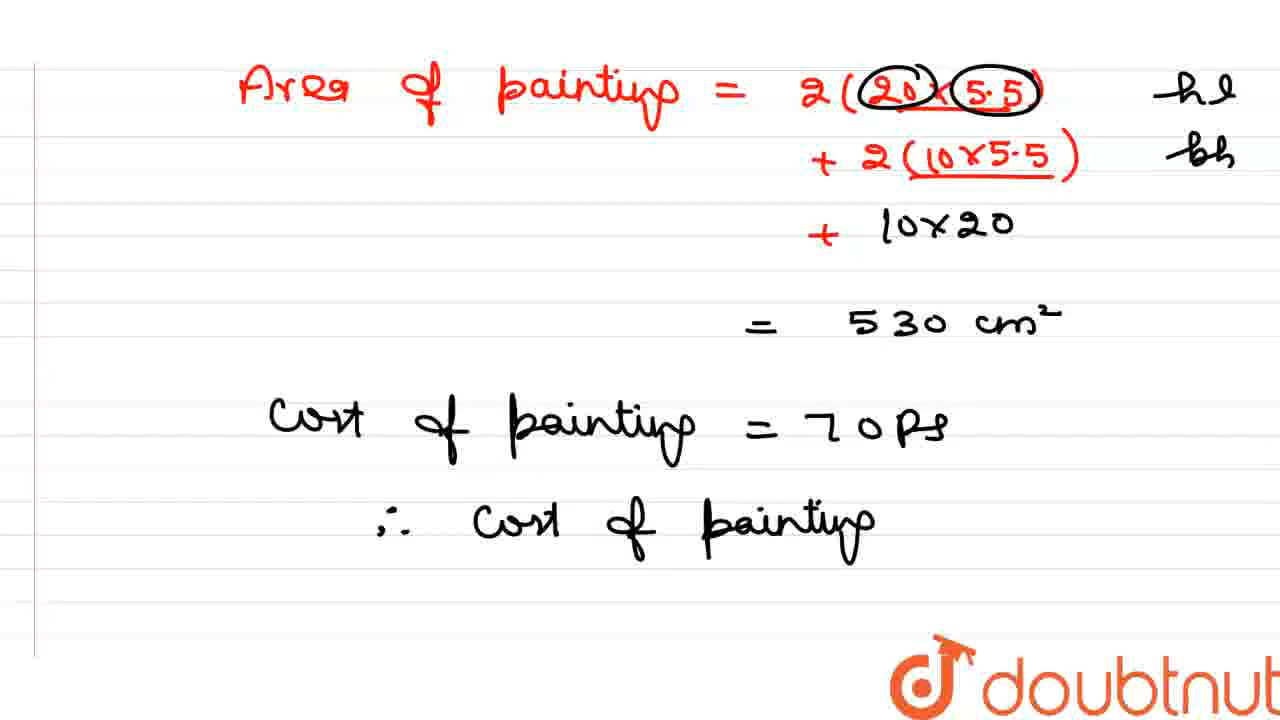 Area of painting = 2(20×5.5) hl
+ 2(10×5.5) bh
+ 10×20
= 530 cm²
Cost of painting = 70 Ps
∴ Cost of painting
doubtnut